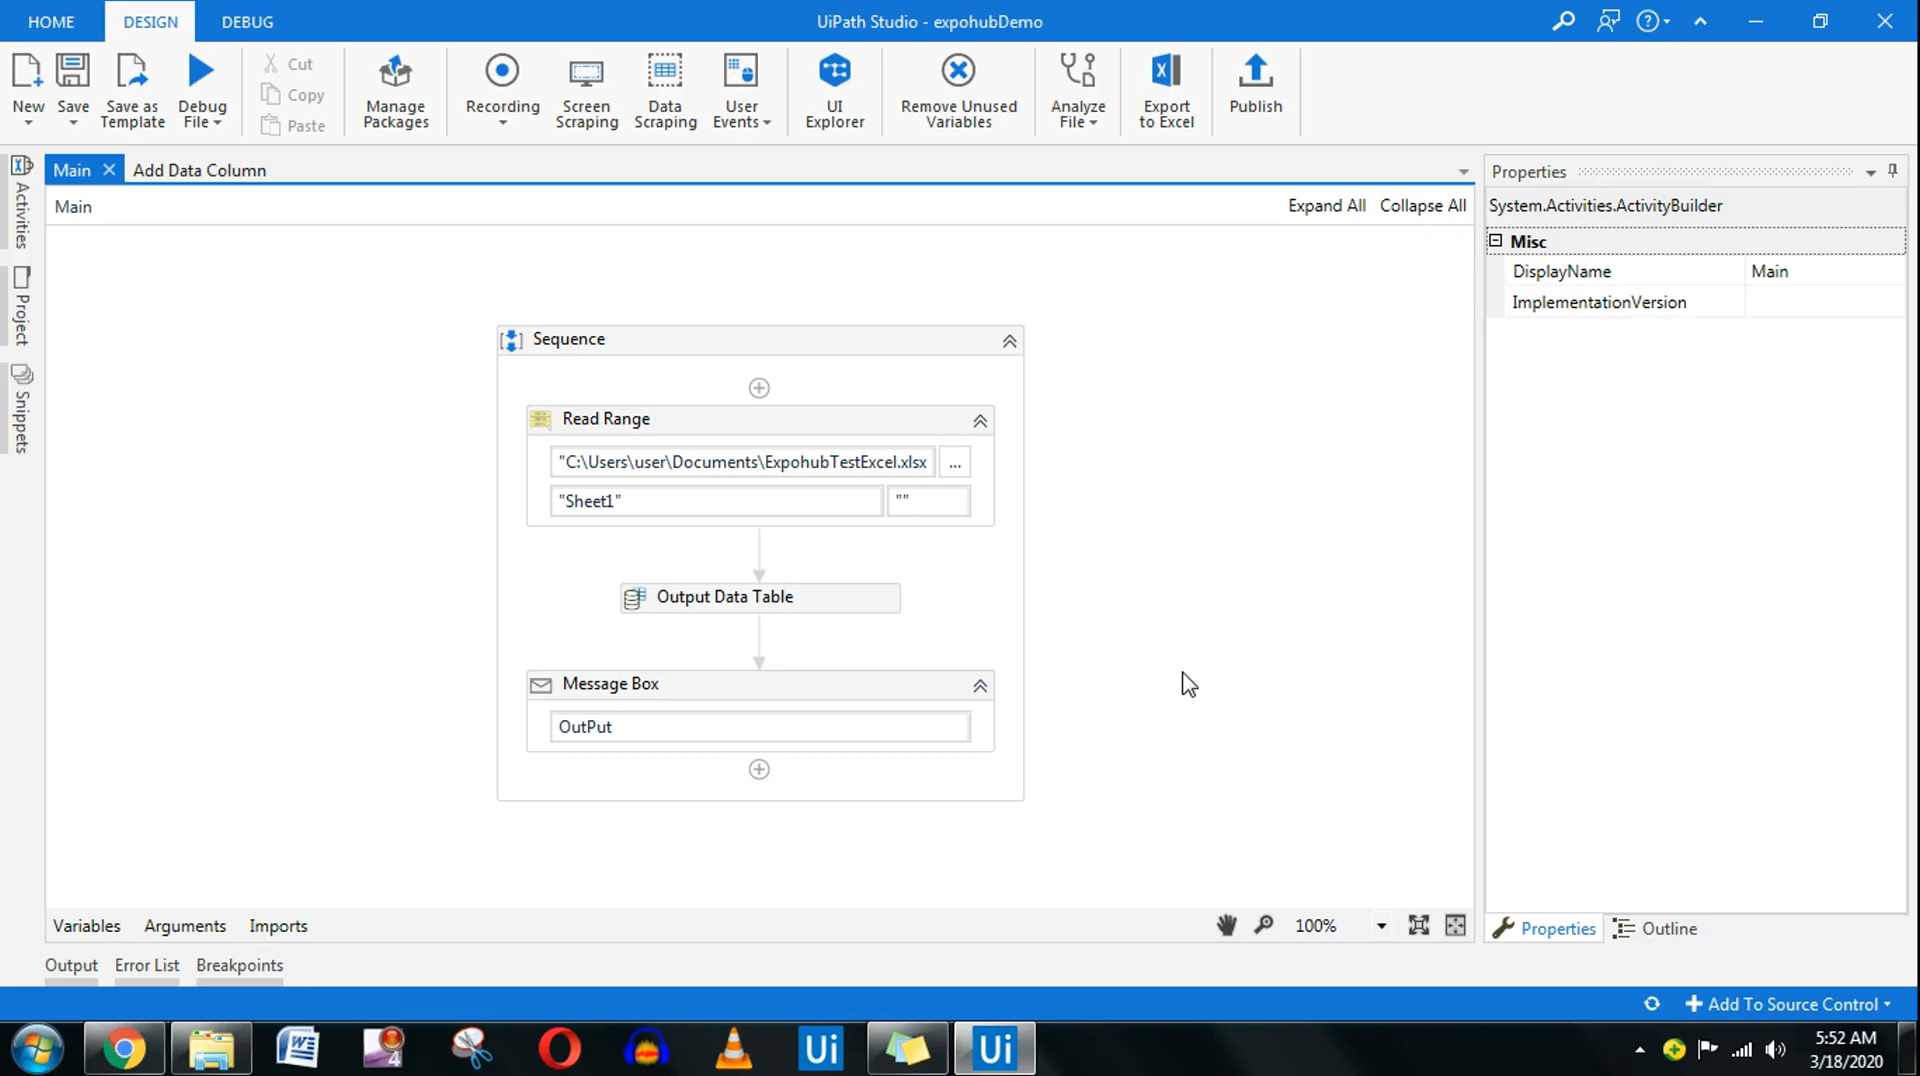 HOME DESIGN DEBUG UiPath Studio - expohubDemo
New
Save
Save as
Template
Debug
File
Cut
Copy
Paste
Manage
Packages
Recording
Screen
Scraping
Data
Scraping
User
Events
UI
Explorer
Remove Unused
Variables
Analyze
File
Export
to Excel
Publish
Activities
Project
Snippets
Main Add Data Column
Main Expand All Collapse All
Sequence
Read Range
"C:\Users\user\Documents\ExpohubTestExcel.xlsx ...
"Sheet1" ""
Output Data Table
Message Box
OutPut
Properties
System.Activities.ActivityBuilder
Misc
DisplayName Main
ImplementationVersion
Variables Arguments Imports 100%
Properties Outline
Output Error List Breakpoints
Add To Source Control
W 4 Ui Ui
5:52 AM
3/18/2020